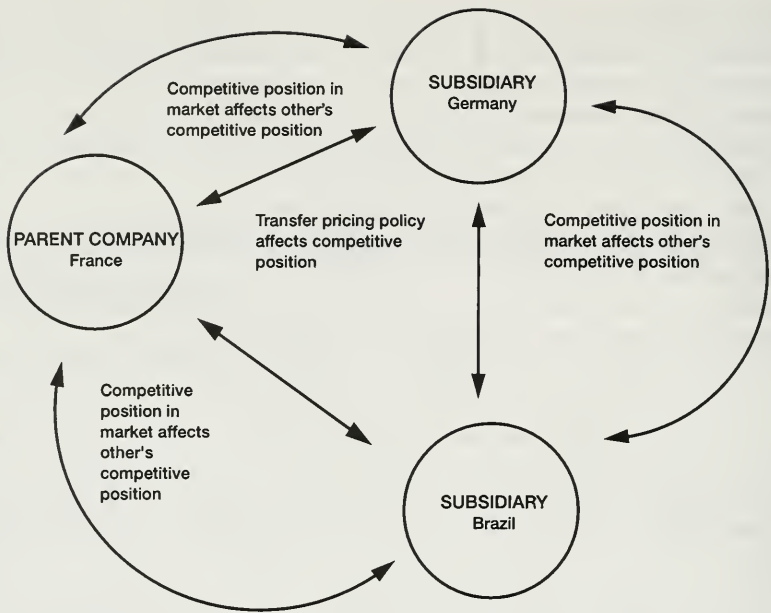 Competitive position in
market affects other's
competitive position
SUBSIDIARY
Germany
PARENT COMPANY
France
Transfer pricing policy
affects competitive
position
Competitive position in
market affects other's
competitive position
Competitive
position in
market affects
other's
competitive
position
SUBSIDIARY
Brazil